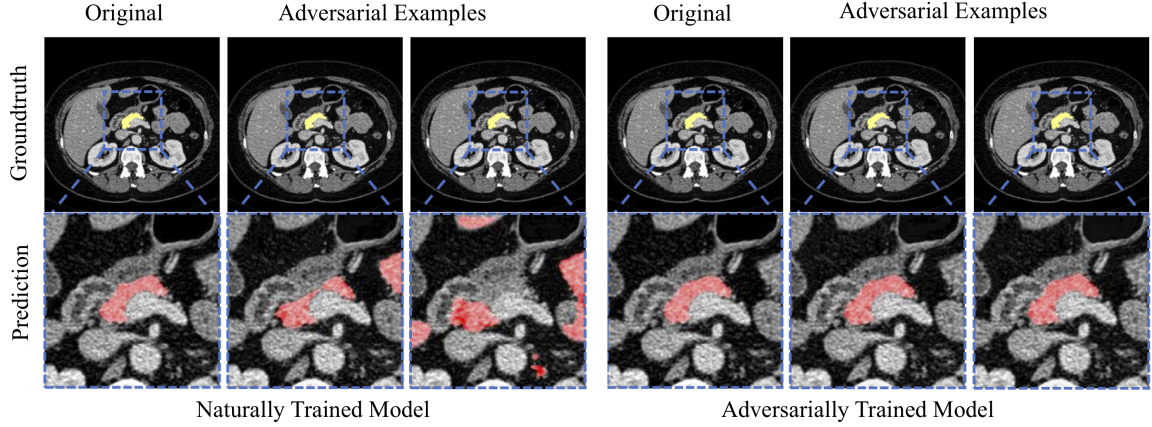 Original
Adversarial Examples
Original
Adversarial Examples
Groundtruth
Prediction
Naturally Trained Model
Adversarially Trained Model